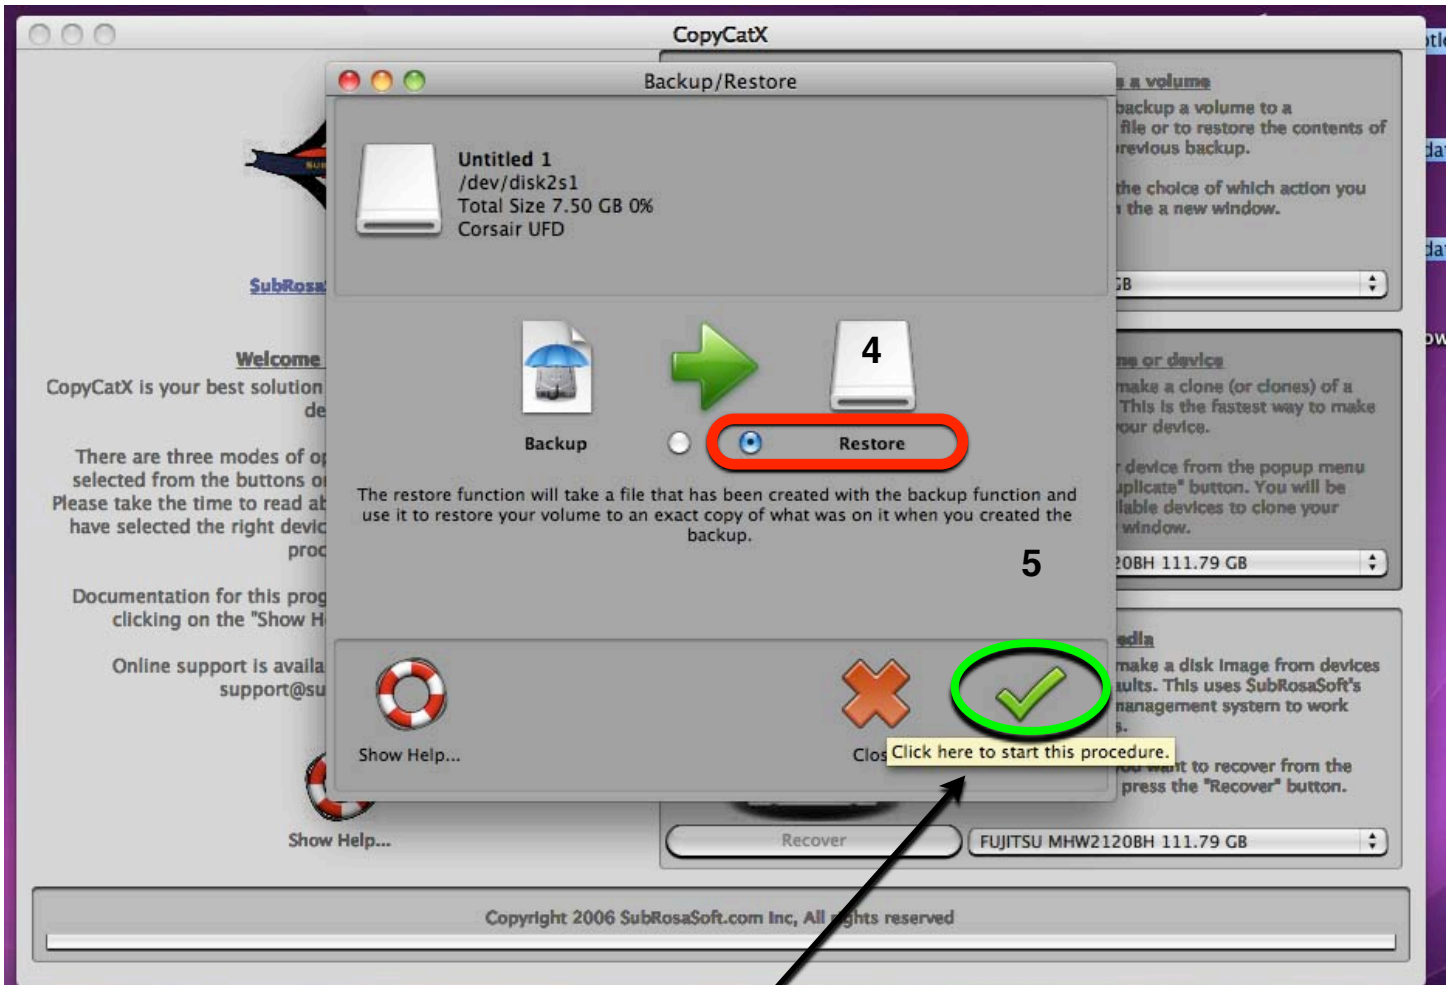 CopyCatX
Backup/Restore
Untitled 1
/dev/disk2s1
Total Size 7.50 GB 0%
Corsair UFD
4
Backup
Restore
The restore function will take a file that has been created with the backup function and
use it to restore your volume to an exact copy of what was on it when you created the
backup.
5
Show Help...
Clos
Click here to start this procedure.
SubRosa
Welcome
CopyCatX is your best solution
de
There are three modes of op
selected from the buttons o
Please take the time to read ab
have selected the right devic
proc
Documentation for this prog
clicking on the "Show H
Online support is availa
support@su
Show Help...
a volume
backup a volume to a
file or to restore the contents of
previous backup.
the choice of which action you
the a new window.
GB
ne or device
make a clone (or clones) of a
This is the fastest way to make
our device.
device from the popup menu
uplicate" button. You will be
ilable devices to clone your
window.
20BH 111.79 GB
edia
make a disk image from devices
aults. This uses SubRosaSoft's
management system to work
s.
you want to recover from the
press the "Recover" button.
Recover
FUJITSU MHW2120BH 111.79 GB
Copyright 2006 SubRosaSoft.com Inc, All rights reserved